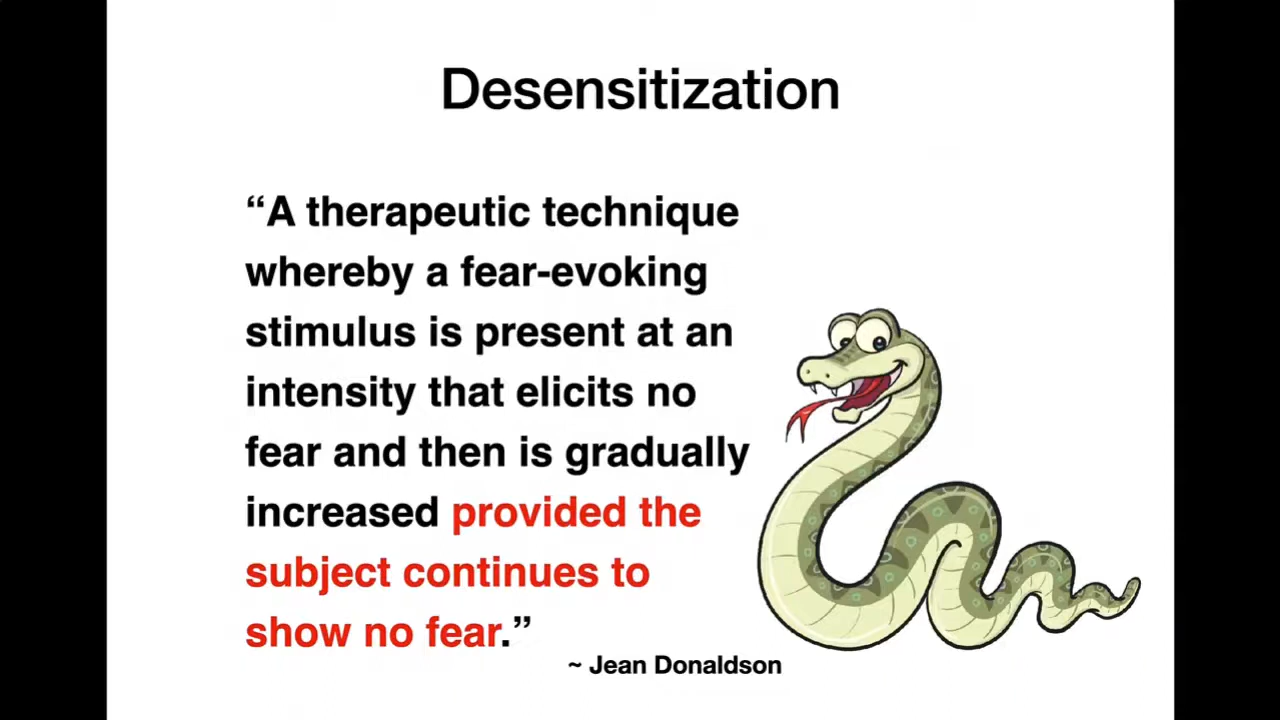 Desensitization
“A therapeutic technique
whereby a fear-evoking
stimulus is present at an
intensity that elicits no
fear and then is gradually
increased provided the
subject continues to
show no fear.”
~ Jean Donaldson